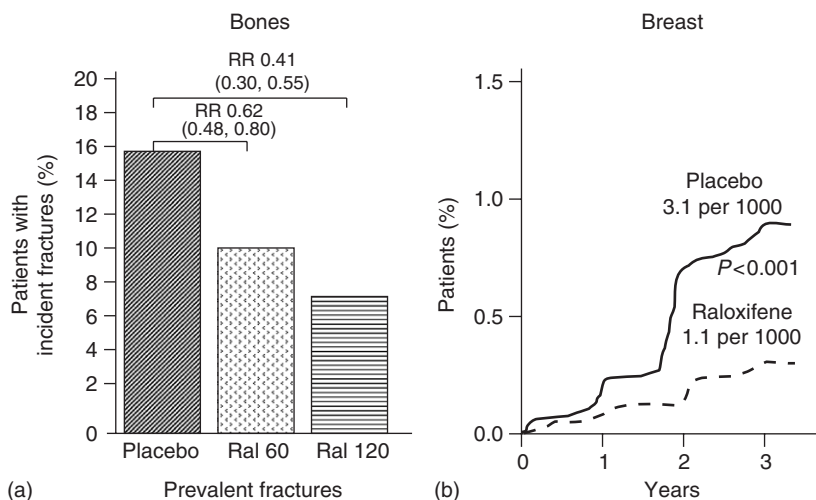 Bones
RR 0.41
(0.30, 0.55)
RR 0.62
(0.48, 0.80)
Patients with
incident fractures (%)
20
18
16
14
12
10
8
6
4
2
0
Placebo Ral 60 Ral 120
(a) Prevalent fractures
Breast
Patients (%)
1.5
1.0
0.5
0.0
Placebo
3.1 per 1000
P<0.001
Raloxifene
1.1 per 1000
0 1 2 3
(b) Years